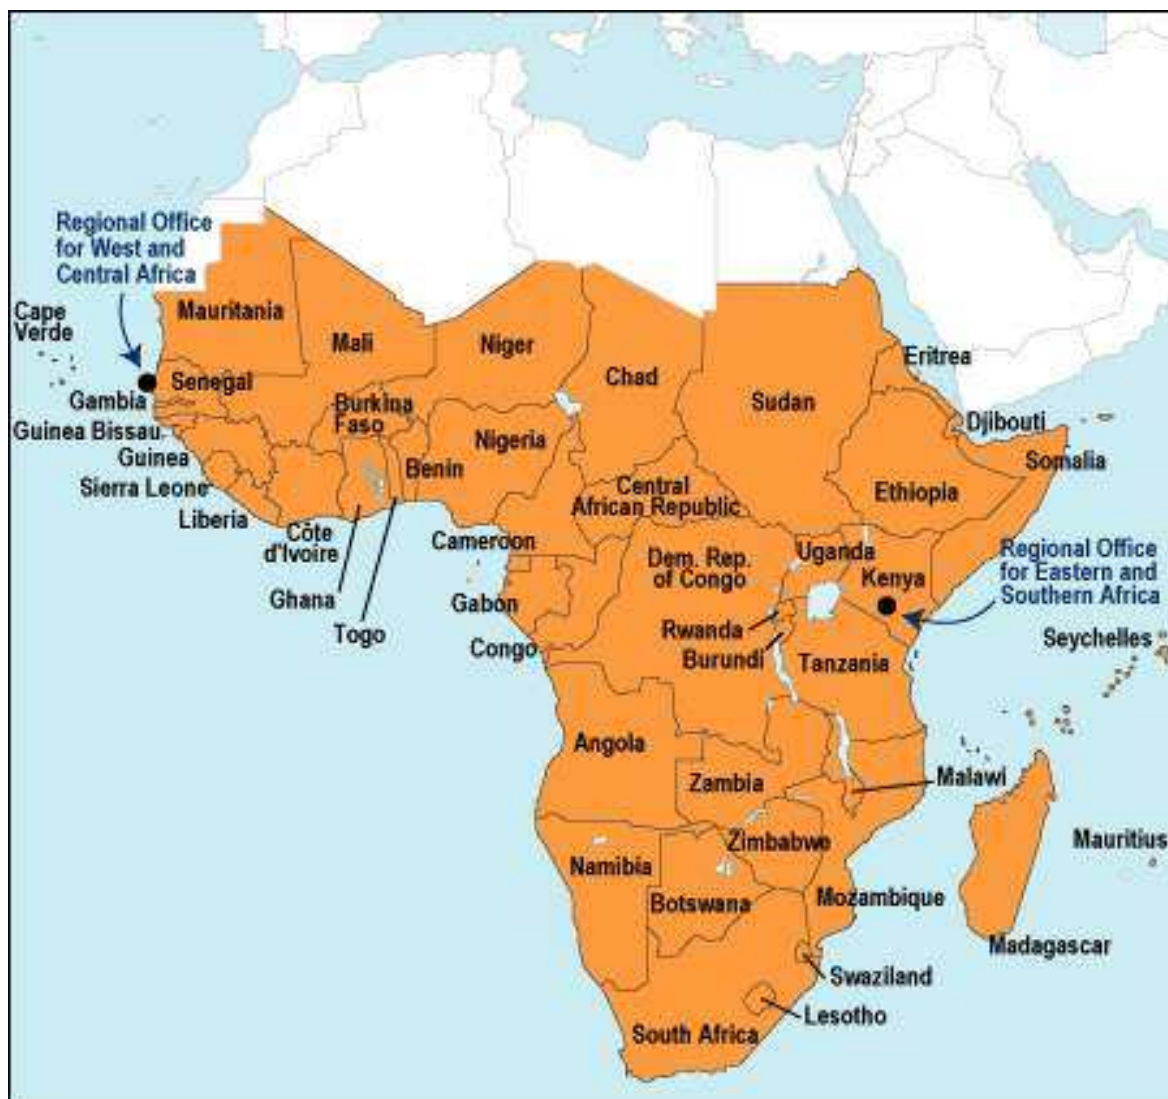 Regional Office
for West and
Central Africa
Cape
Verde
Mauritania
Mali
Niger
Chad
Sudan
Eritrea
Senegal
Gambia
Burkina
Faso
Djibouti
Guinea Bissau
Nigeria
Guinea
Benin
Somalia
Sierra Leone
Central
African Republic
Ethiopia
Liberia
Côte
d'Ivoire
Cameroon
Dem. Rep.
of Congo
Uganda
Kenya
Regional Office
for Eastern and
Southern Africa
Ghana
Gabon
Togo
Rwanda
Congo
Burundi
Tanzania
Seychelles
Angola
Zambia
Malawi
Zimbabwe
Mauritius
Namibia
Botswana
Mozambique
Madagascar
Swaziland
Lesotho
South Africa